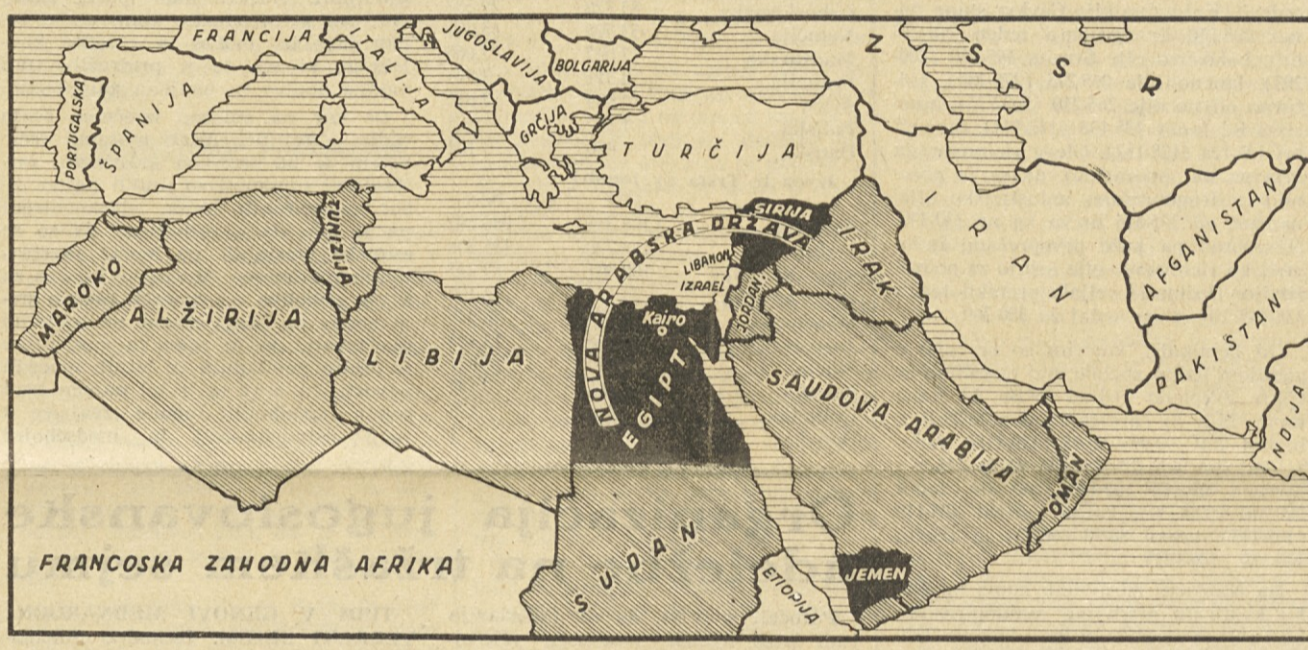 FRANCIJA
ITALIJA
JUGOSLAVIJA
BOLGARIJA
Z S S R
PORTUGALSKA
ŠPANIJA
GRČIJA
TURČIJA
TUNIZIJA
SIRIJA
NOVA ARABSKA DRŽAVA
IRAK
IRAN
AFGANISTAN
MAROKO
ALŽIRIJA
LIBIJA
LIBANON
IZRAEL
JORDAN
Kairo
EGIPT
SAUDOVA ARABIJA
PAKISTAN
INDIJA
OMAN
FRANCOSKA ZAHODNA AFRIKA
SUDAN
ETIOPIJA
JEMEN